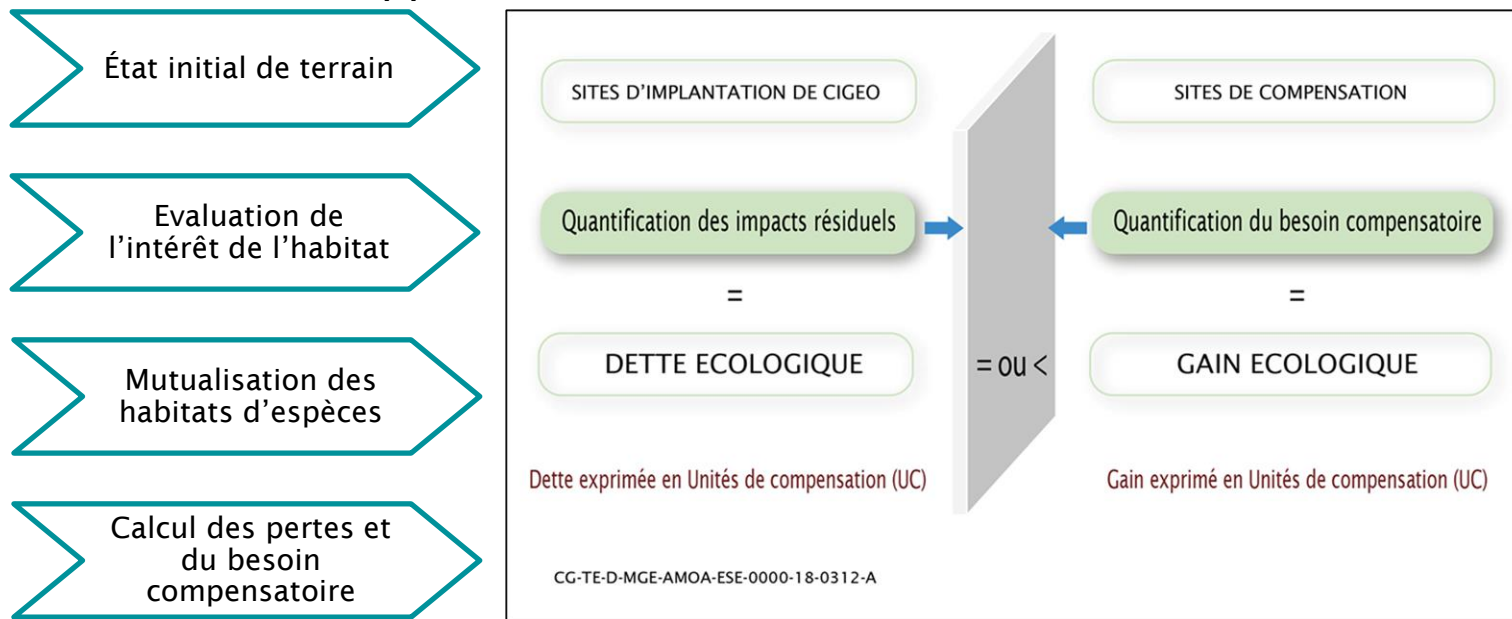 État initial de terrain
Evaluation de
l'intérêt de l'habitat
Mutualisation des
habitats d'espèces
Calcul des pertes et
du besoin
compensatoire
SITES D'IMPLANTATION DE CIGEO
SITES DE COMPENSATION
Quantification des impacts résiduels
Quantification du besoin compensatoire
=
=
DETTE ECOLOGIQUE
= ou <
GAIN ECOLOGIQUE
Dette exprimée en Unités de compensation (UC)
Gain exprimé en Unités de compensation (UC)
CG-TE-D-MGE-AMOA-ESE-0000-18-0312-A